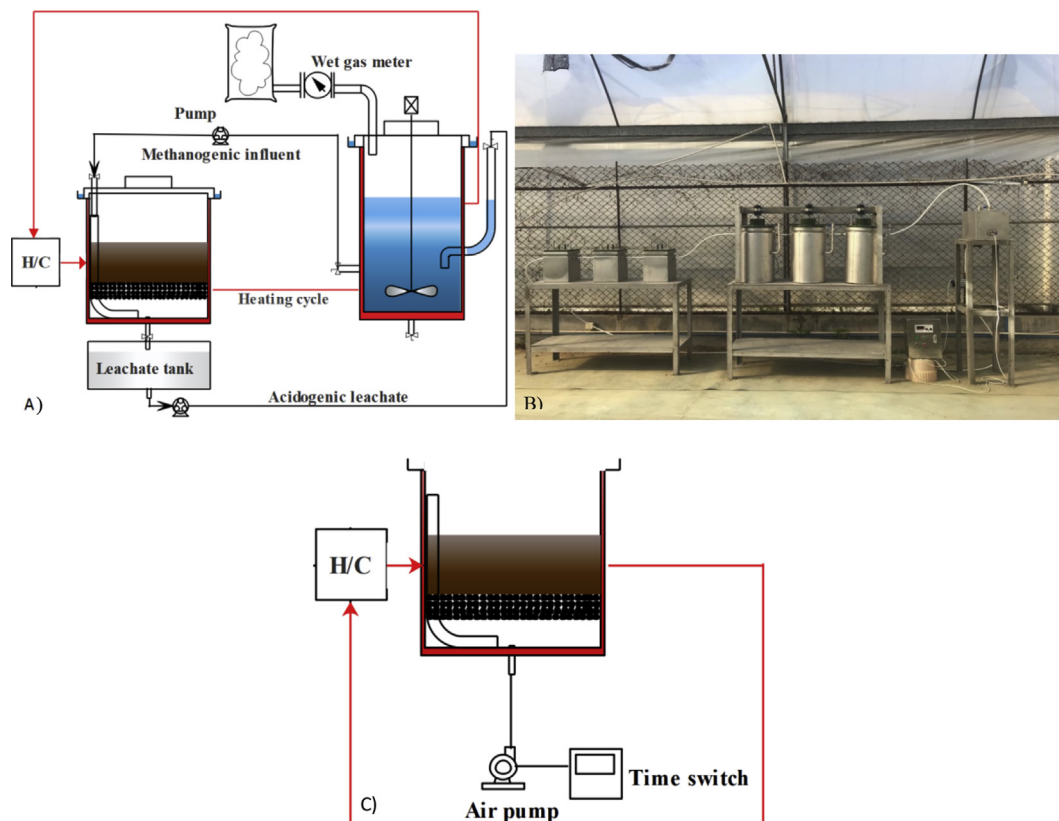 Wet gas meter
Pump
Methanogenic influent
H/C
Heating cycle
Leachate tank
Acidogenic leachate
A)
B)
H/C
Time switch
Air pump
C)